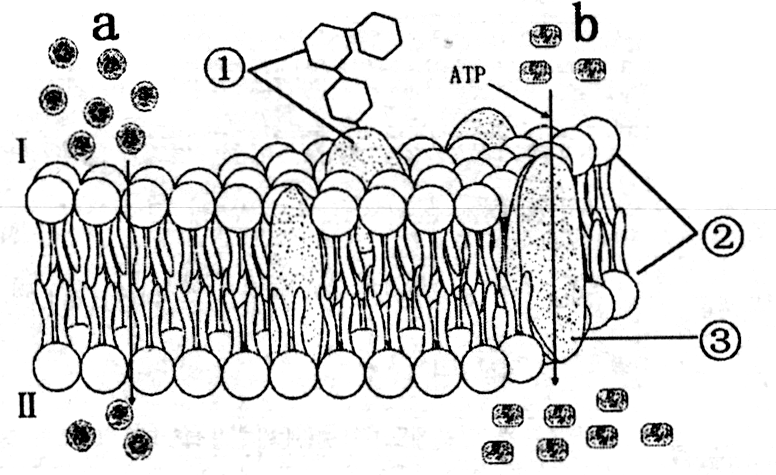 a
b
①
ATP
I
②
③
II